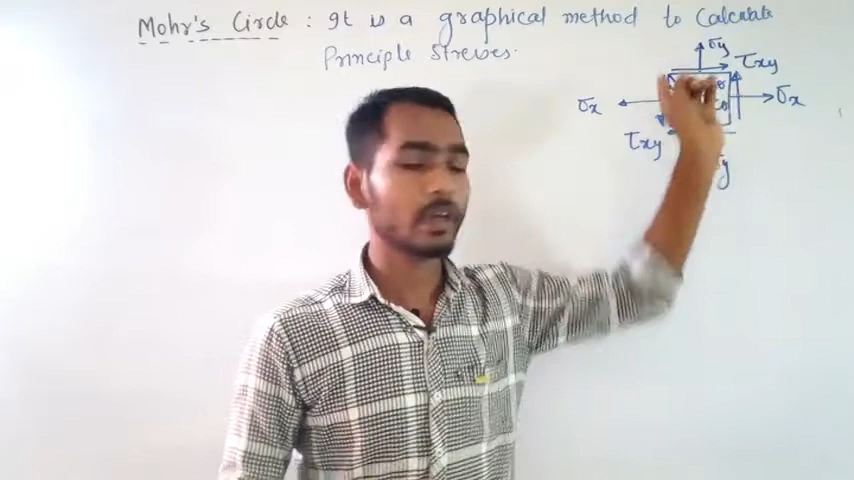 Mohr's Circle : It is a graphical method to Calculate
Principle Stresses.
σy
τxy
σx
σx
τxy